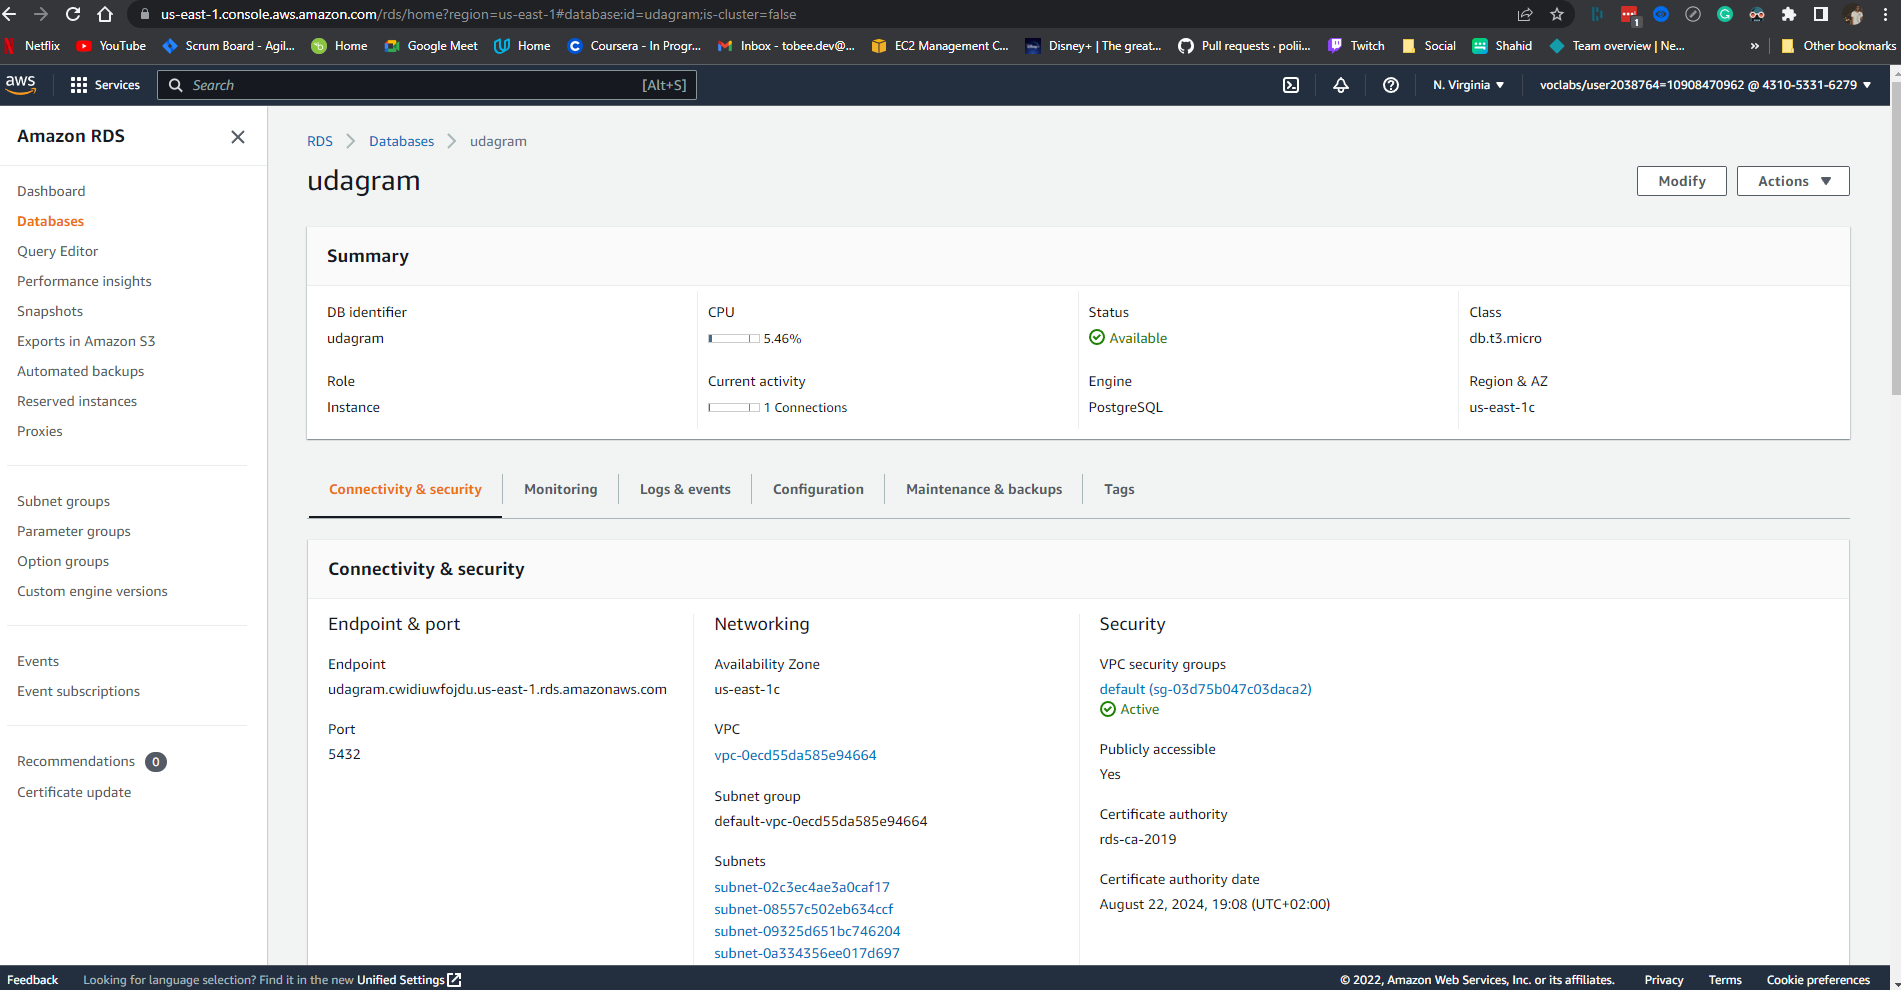 us-east-1.console.aws.amazon.com/rds/home?region=us-east-1#database:id=udagram;is-cluster=false
1
Netflix YouTube Scrum Board - Agil... Home Google Meet Home Coursera - In Progr... Inbox - tobee.dev@... EC2 Management C... Disney+ | The great... Pull requests · polii... Twitch Social Shahid Team overview | Ne... » Other bookmarks
aws Services Search [Alt+S] N. Virginia voclabs/user2038764=10908470962 @ 4310-5331-6279
Amazon RDS
Dashboard
Databases
Query Editor
Performance insights
Snapshots
Exports in Amazon S3
Automated backups
Reserved instances
Proxies
Subnet groups
Parameter groups
Option groups
Custom engine versions
Events
Event subscriptions
Recommendations 0
Certificate update
RDS Databases udagram
udagram
Modify Actions
Summary
DB identifier
udagram
CPU
5.46%
Status
Available
Class
db.t3.micro
Role
Instance
Current activity
1 Connections
Engine
PostgreSQL
Region & AZ
us-east-1c
Connectivity & security Monitoring Logs & events Configuration Maintenance & backups Tags
Connectivity & security
Endpoint & port
Endpoint
udagram.cwidiuwfojdu.us-east-1.rds.amazonaws.com
Port
5432
Networking
Availability Zone
us-east-1c
VPC
vpc-0ecd55da585e94664
Subnet group
default-vpc-0ecd55da585e94664
Subnets
subnet-02c3ec4ae3a0caf17
subnet-08557c502eb634ccf
subnet-09325d651bc746204
subnet-0a334356ee017d697
Security
VPC security groups
default (sg-03d75b047c03daca2)
Active
Publicly accessible
Yes
Certificate authority
rds-ca-2019
Certificate authority date
August 22, 2024, 19:08 (UTC+02:00)
Feedback Looking for language selection? Find it in the new Unified Settings © 2022, Amazon Web Services, Inc. or its affiliates. Privacy Terms Cookie preferences